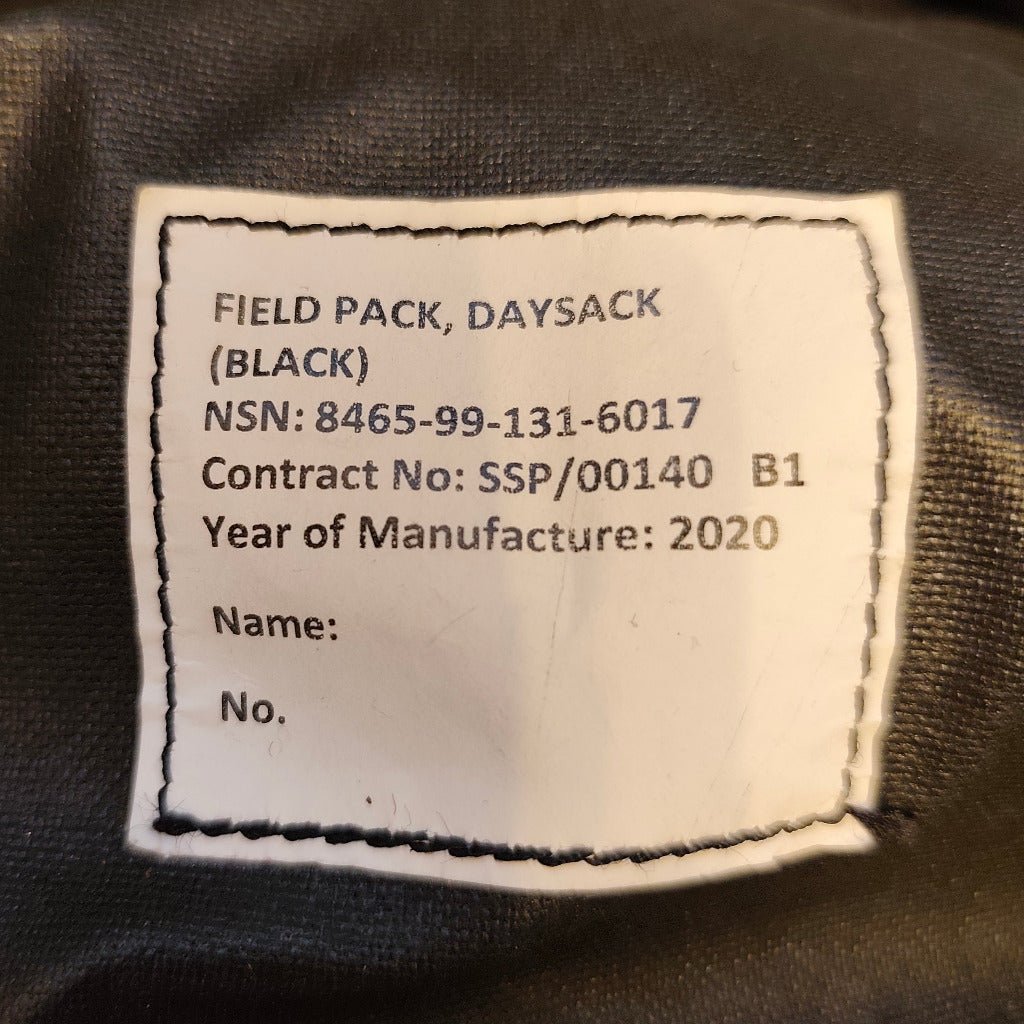 FIELD PACK, DAYSACK
(BLACK)
NSN: 8465-99-131-6017
Contract No: SSP/00140 B1
Year of Manufacture: 2020
Name:
No.